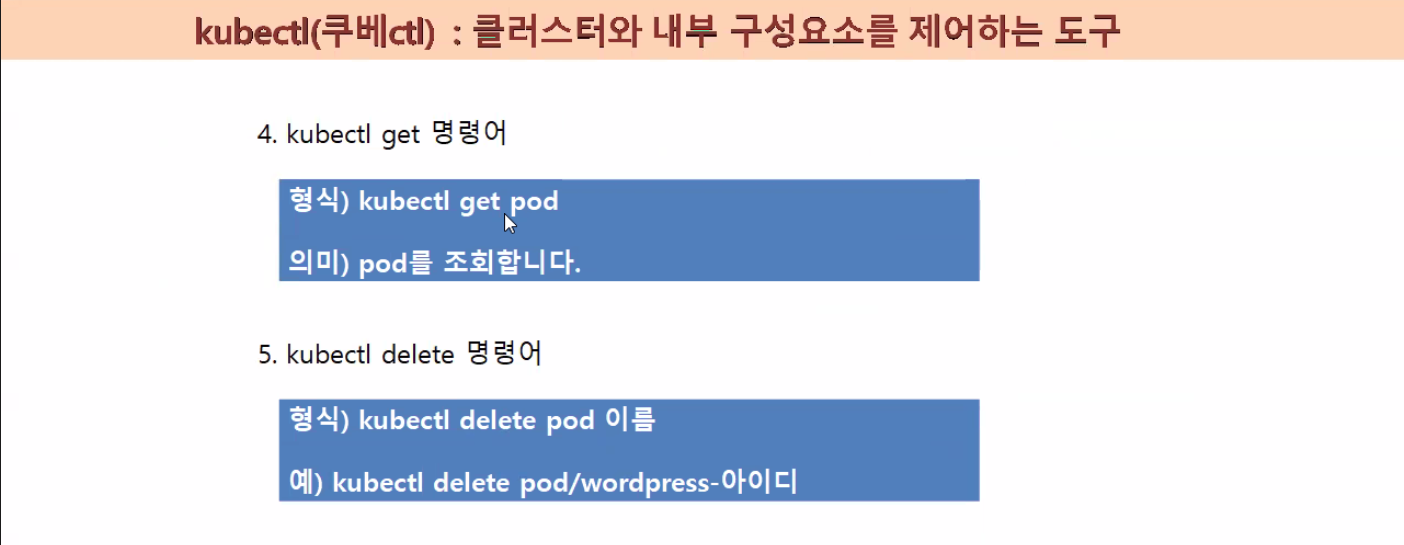 kubectl(쿠베ctl) : 클러스터와 내부 구성요소를 제어하는 도구
4. kubectl get 명령어
형식) kubectl get pod
의미) pod를 조회합니다.
5. kubectl delete 명령어
형식) kubectl delete pod 이름
예) kubectl delete pod/wordpress-아이디